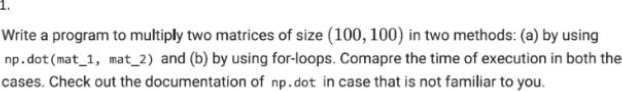 1.
Write a program to multiply two matrices of size (100, 100) in two methods: (a) by using
np.dot(mat_1, mat_2) and (b) by using for-loops. Comapre the time of execution in both the
cases. Check out the documentation of np.dot in case that is not familiar to you.